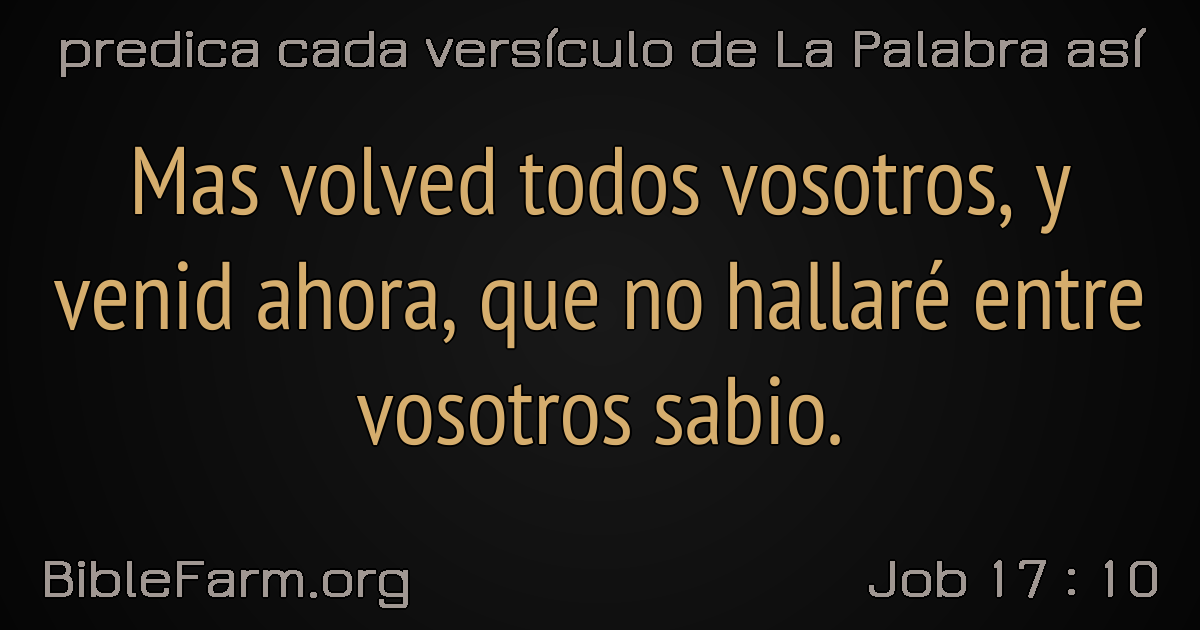 predica cada versículo de La Palabra así
Mas volved todos vosotros, y
venid ahora, que no hallaré entre
vosotros sabio.
BibleFarm.org
Job 17 : 10